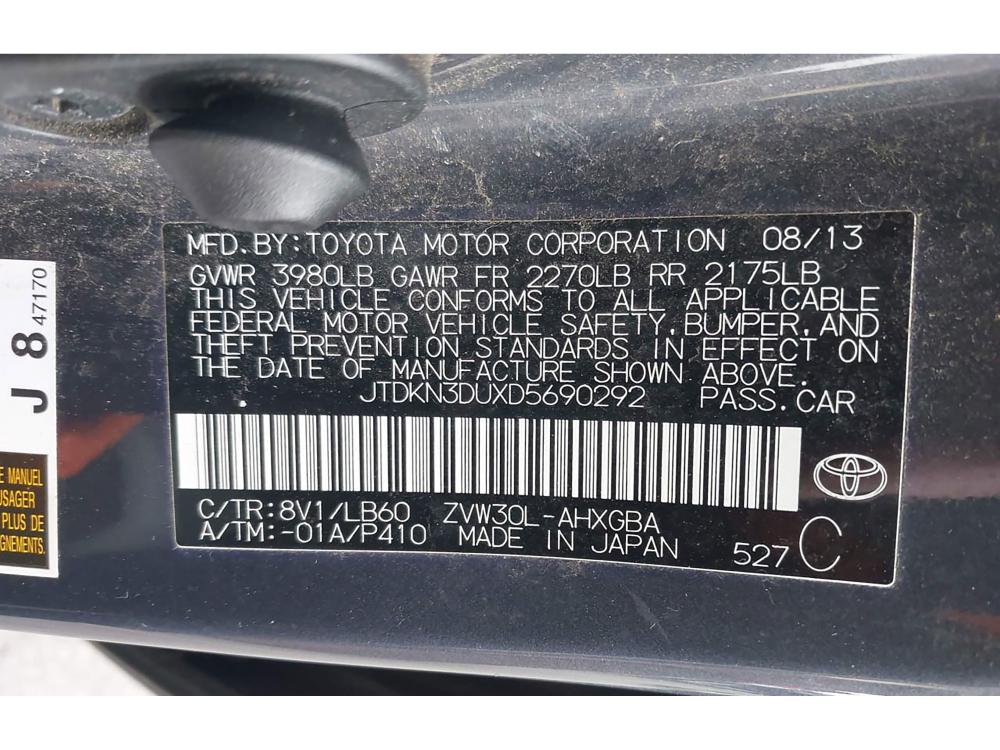 MFD.BY:TOYOTA MOTOR CORPORATION 08/13
GVWR 3980LB GAWR FR 2270LB RR 2175LB
THIS VEHICLE CONFORMS TO ALL APPLICABLE
FEDERAL MOTOR VEHICLE SAFETY,BUMPER,AND
THEFT PREVENTION STANDARDS IN EFFECT ON
THE DATE OF MANUFACTURE SHOWN ABOVE.
JTDKN3DUXD5690292 PASS.CAR
C/TR:8V1/LB60 ZVW30L-AHXGBA
A/TM:-01A/P410 MADE IN JAPAN
527 C
J 8 47170
E MANUEL
USAGER
PLUS DE
GNEMENTS.